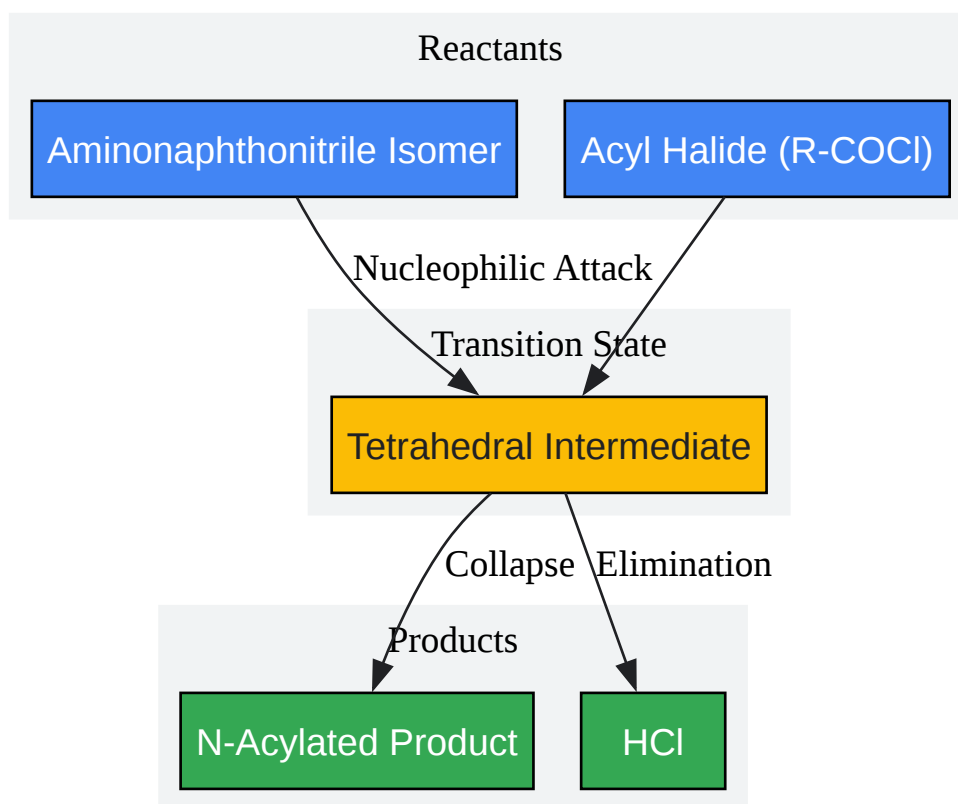 Reactants
Aminonaphthonitrile Isomer
Acyl Halide (R-COCl)
Nucleophilic Attack
Transition State
Tetrahedral Intermediate
Collapse
Elimination
Products
N-Acylated Product
HCl